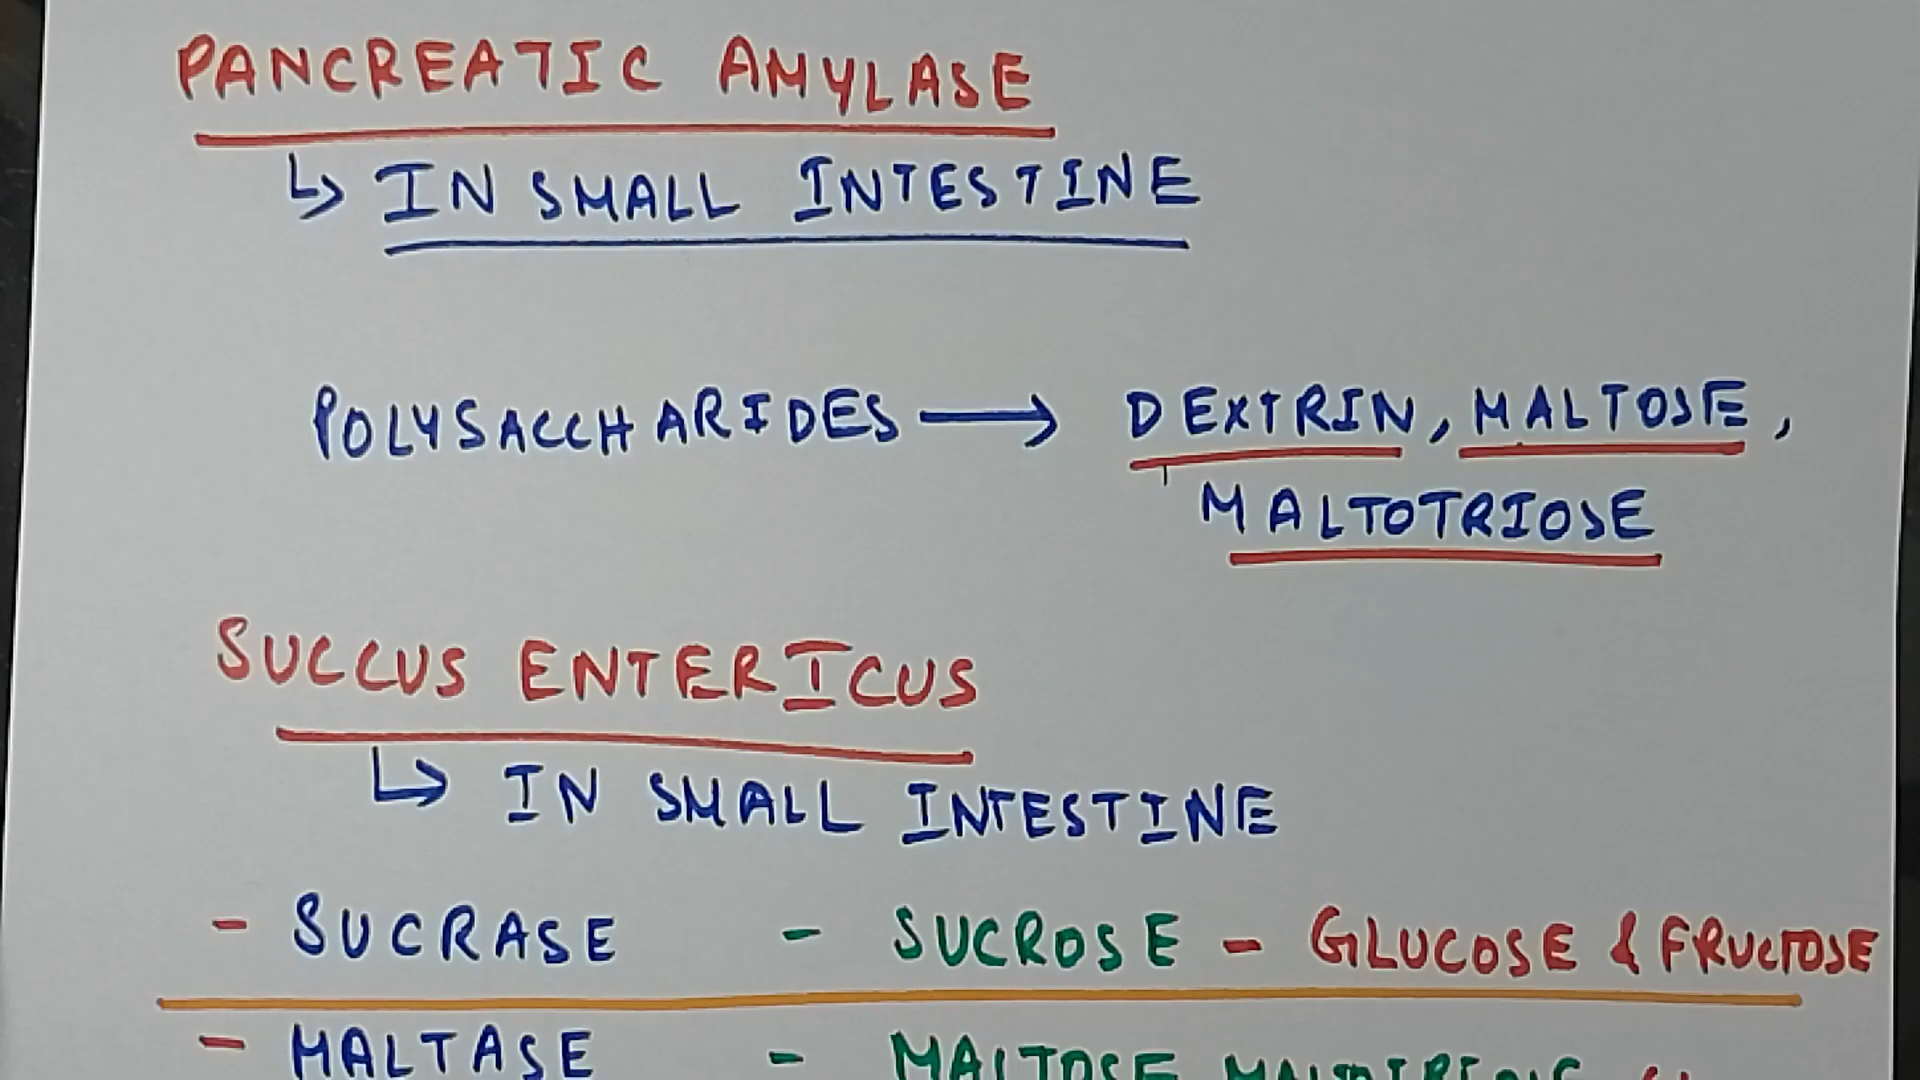 PANCREATIC AMYLASE
↳ IN SMALL INTESTINE
POLYSACCHARIDES → DEXTRIN, MALTOSE,
MALTOTRIOSE
SUCCUS ENTERICUS
↳ IN SMALL INTESTINE
- SUCRASE - SUCROSE - GLUCOSE & FRUCTOSE
- MALTASE - MALTOSE